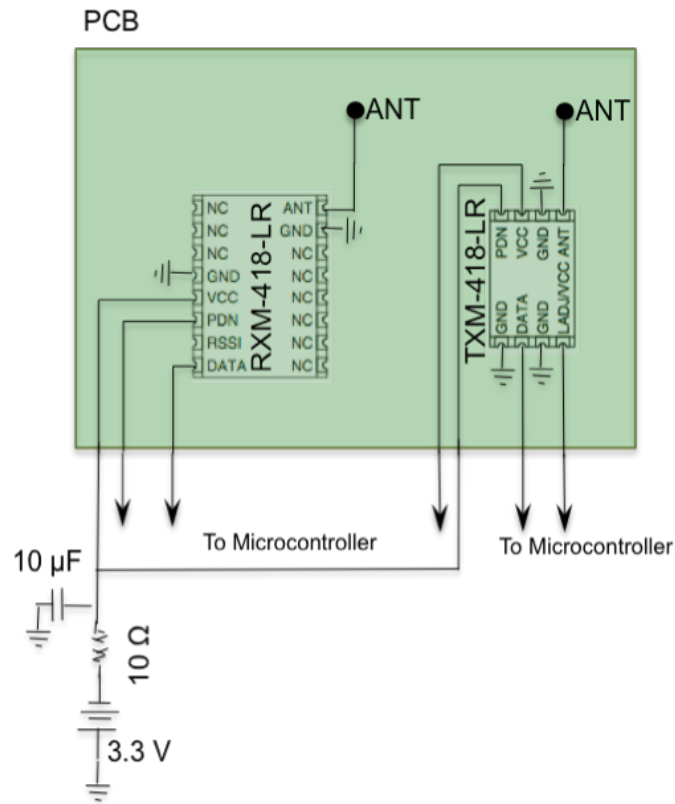 PCB
ANT
ANT
NC
NC
NC
GND
VCC
PDN
RSSI
DATA
RXM-418-LR
ANT
GND
NC
NC
NC
NC
NC
NC
TXM-418-LR
PDN
VCC
GND
ANT
GND
DATA
GND
LADJ/VCC
To Microcontroller
To Microcontroller
10 µF
10 Ω
3.3 V